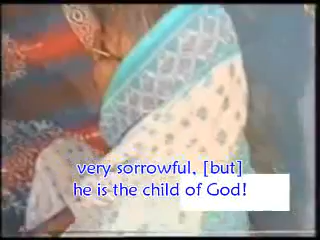 very sorrowful, [but]
he is the child of God!